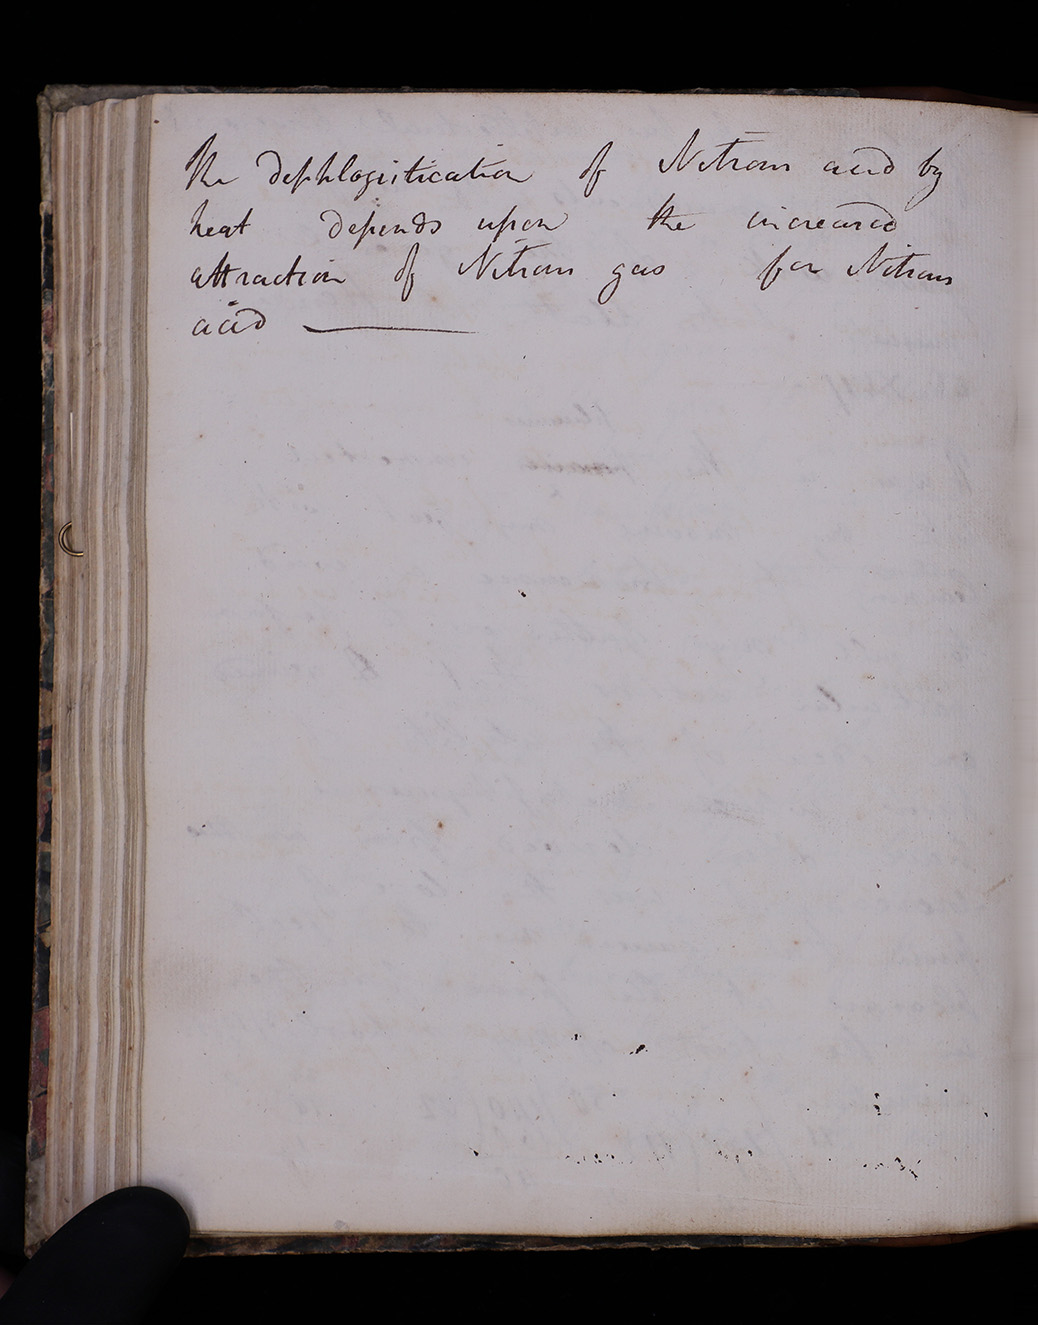 The dephlogistication of Nitrous acid by
heat depends upon the increased
attraction of Nitrous gas for Nitrous
acid ———